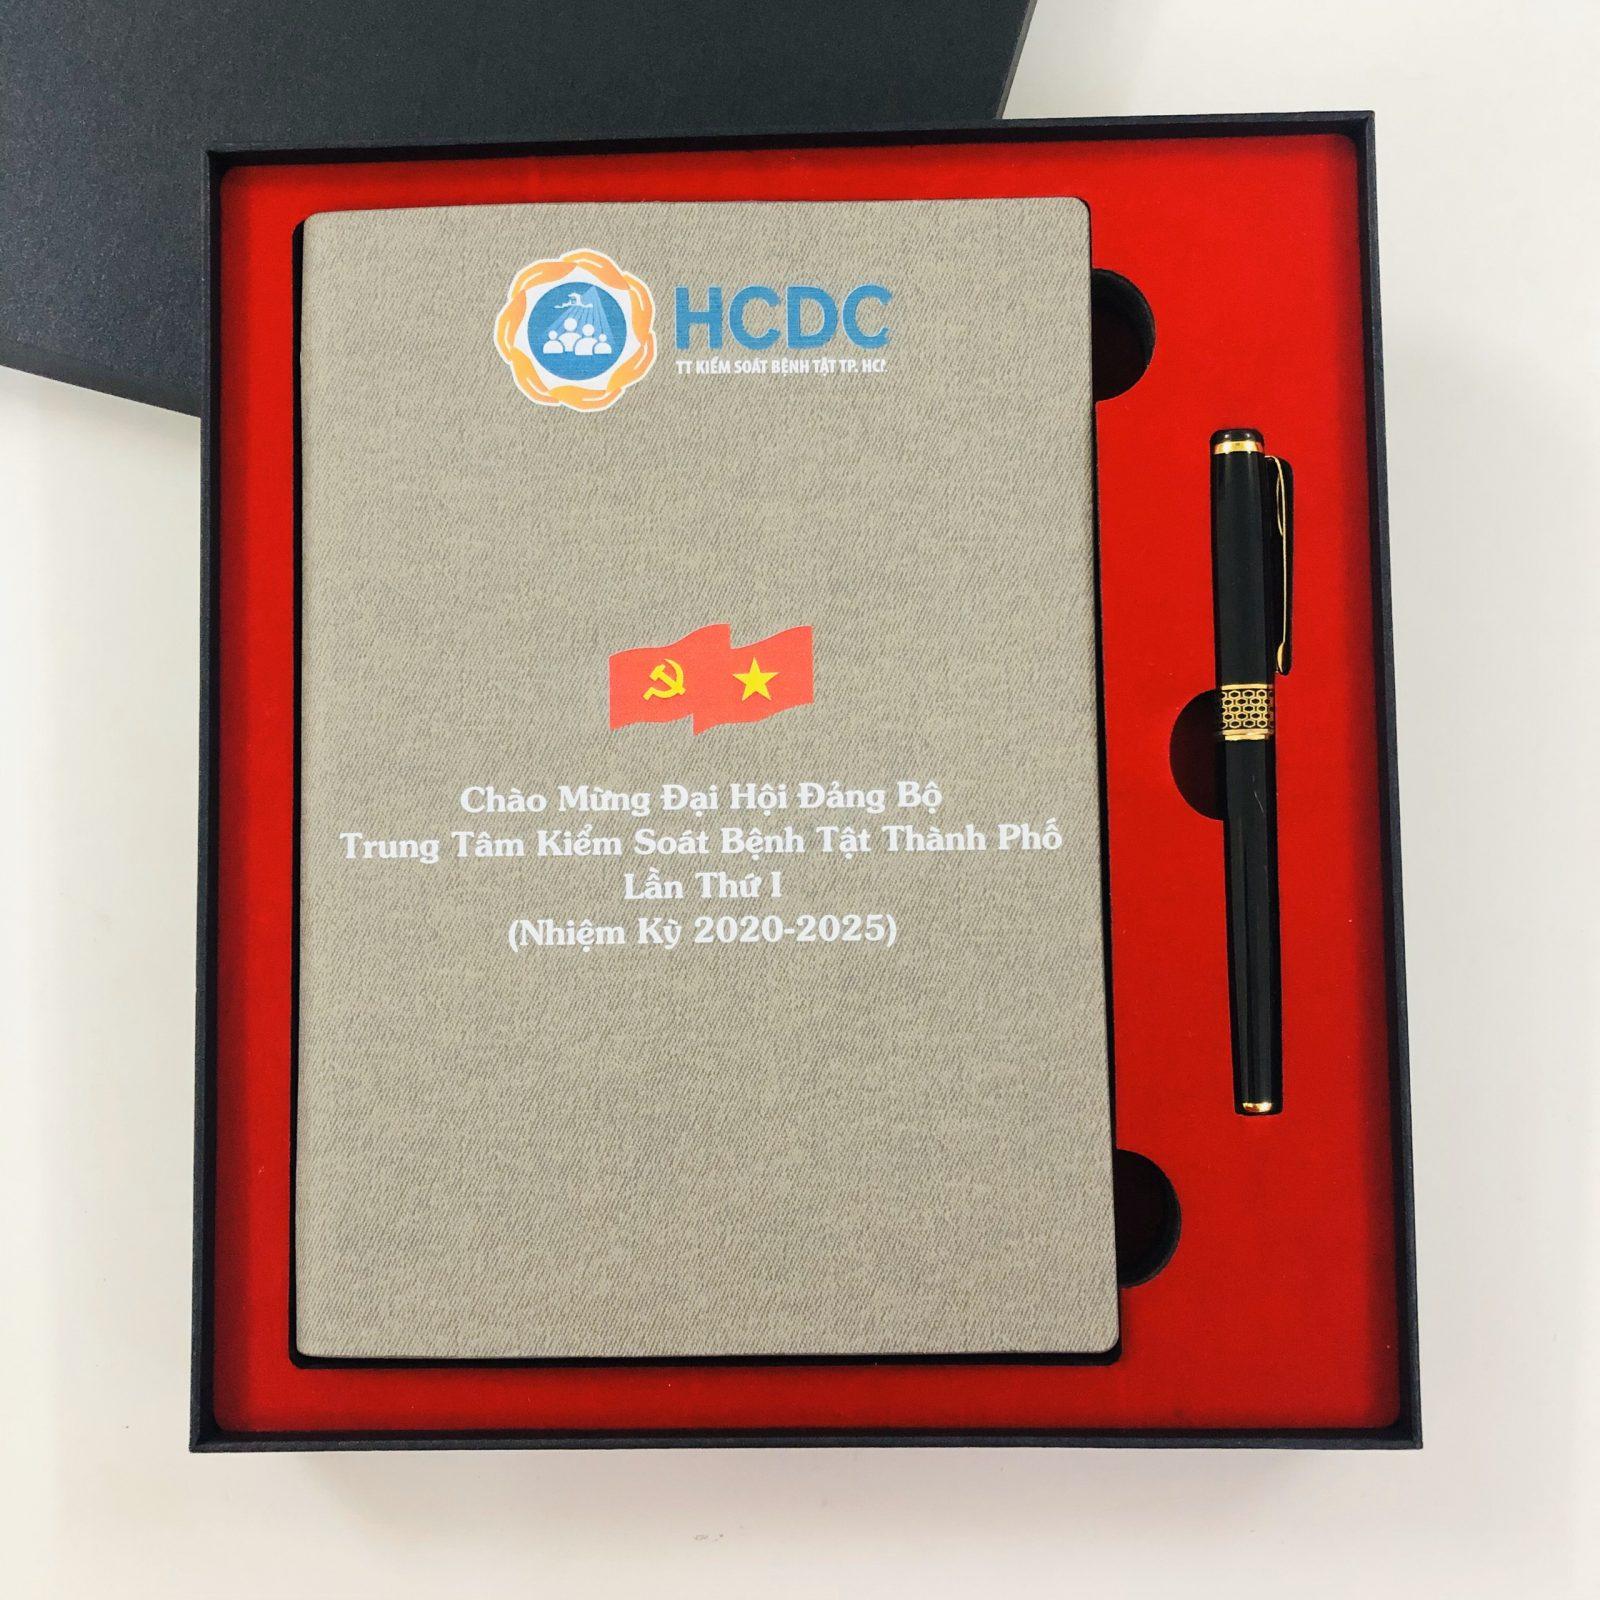 HCDC
TT KIỂM SOÁT BỆNH TẬT TP. HCM
Chào Mừng Đại Hội Đảng Bộ
Trung Tâm Kiểm Soát Bệnh Tật Thành Phố
Lần Thứ I
(Nhiệm Kỳ 2020-2025)